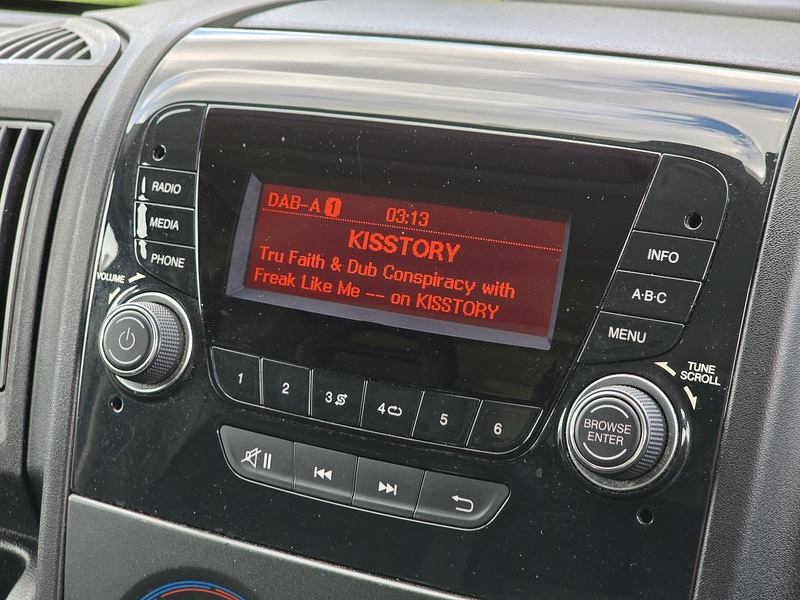 DAB-A 1 03:13
KISSTORY
Tru Faith & Dub Conspiracy with
Freak Like Me -- on KISSTORY
RADIO
MEDIA
PHONE
VOLUME
INFO
A·B·C
MENU
TUNE
SCROLL
BROWSE
ENTER
1 2 3 4 5 6